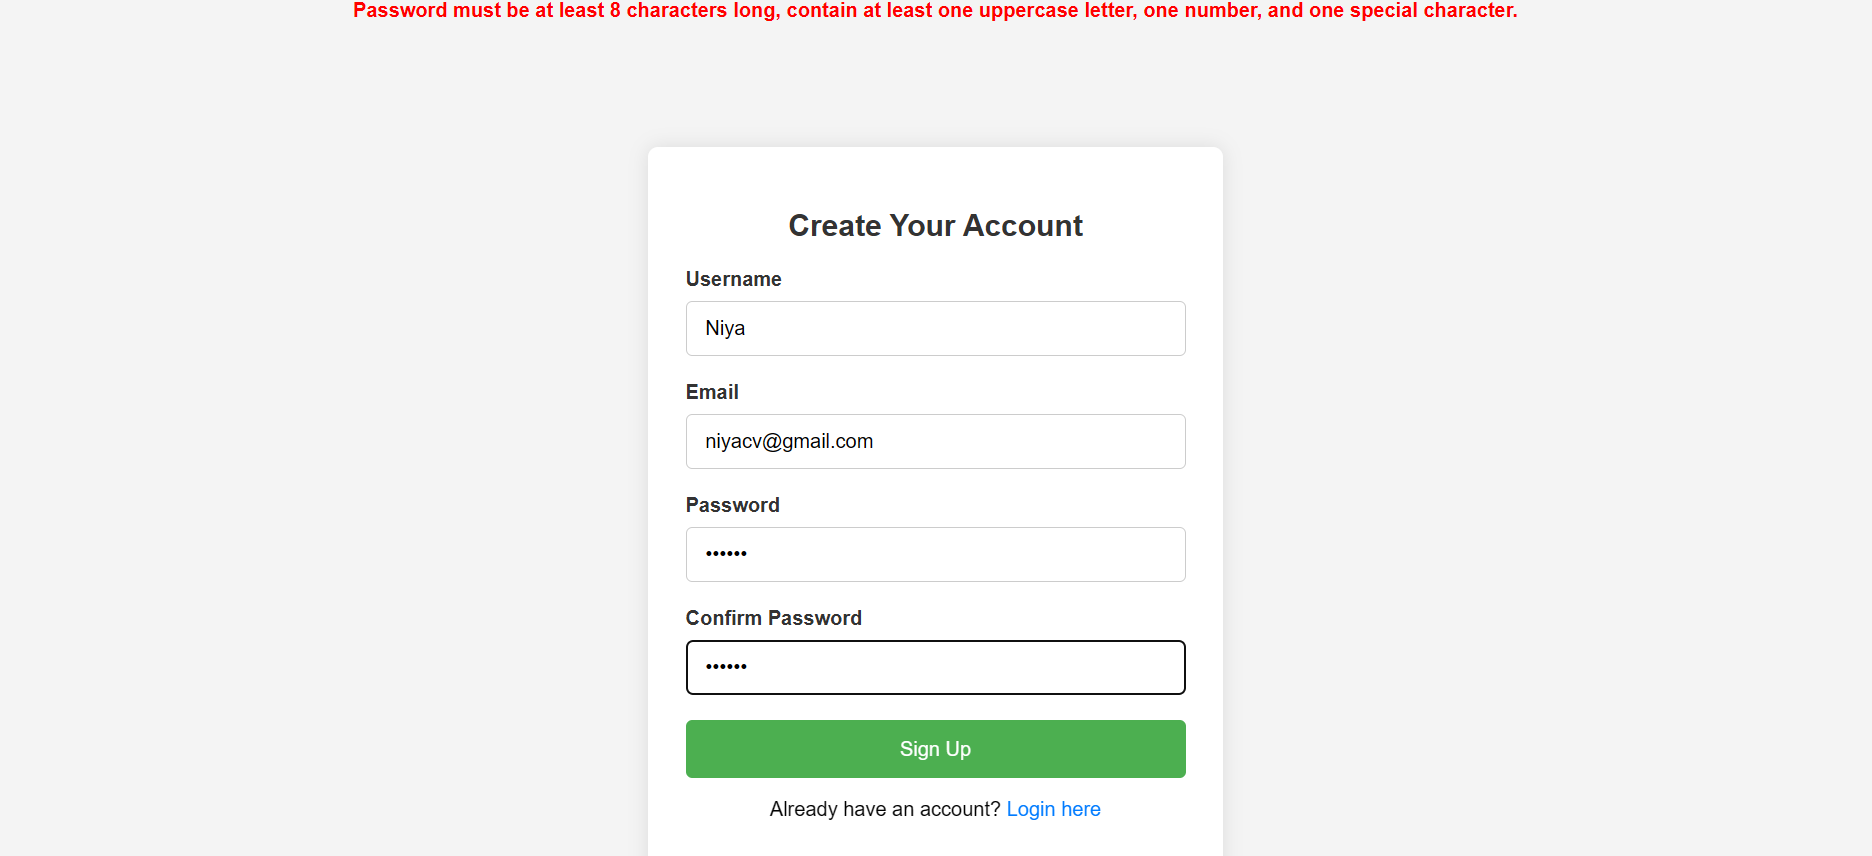 Password must be at least 8 characters long, contain at least one uppercase letter, one number, and one special character.
Create Your Account
Username
Niya
Email
niyacv@gmail.com
Password
••••••
Confirm Password
••••••
Sign Up
Already have an account? Login here